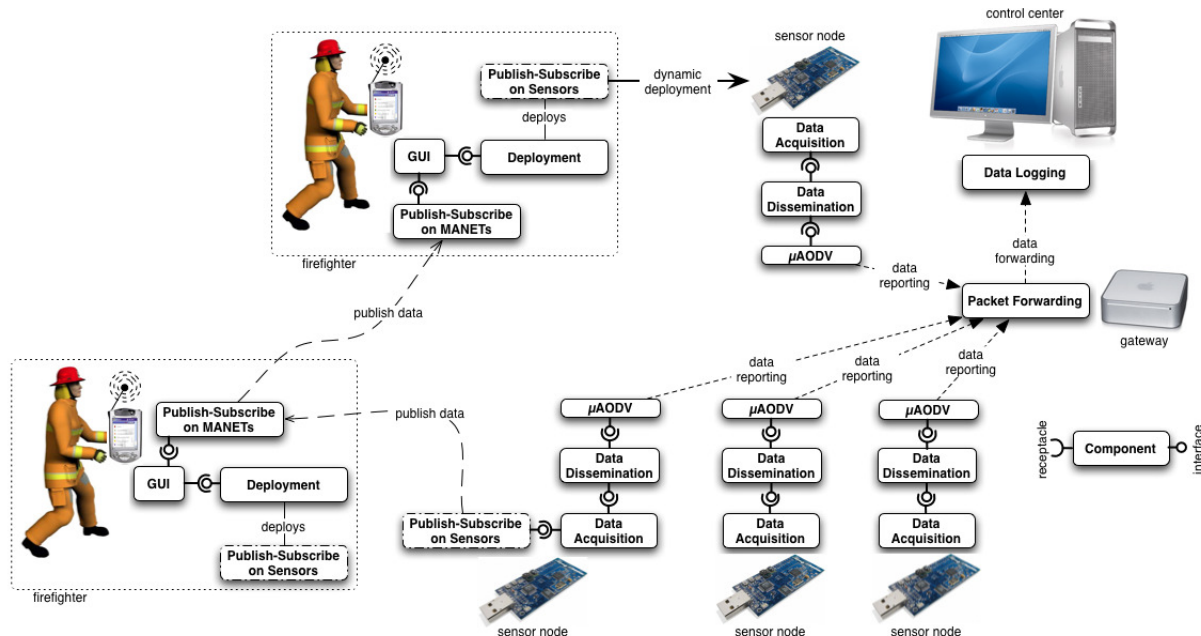 control center
sensor node
Publish-Subscribe
on Sensors
dynamic
deployment
deploys
Data
Acquisition
GUI
Deployment
Data Logging
Data
Dissemination
Publish-Subscribe
on MANETs
data
forwarding
µAODV
firefighter
data
reporting
Packet Forwarding
publish data
gateway
data
reporting
data
reporting
data
reporting
Publish-Subscribe
on MANETs
publish data
µAODV
µAODV
µAODV
receptacle
Component
interface
Data
Dissemination
Data
Dissemination
Data
Dissemination
GUI
Deployment
deploys
Publish-Subscribe
on Sensors
Data
Acquisition
Data
Acquisition
Data
Acquisition
Publish-Subscribe
on Sensors
firefighter
sensor node
sensor node
sensor node